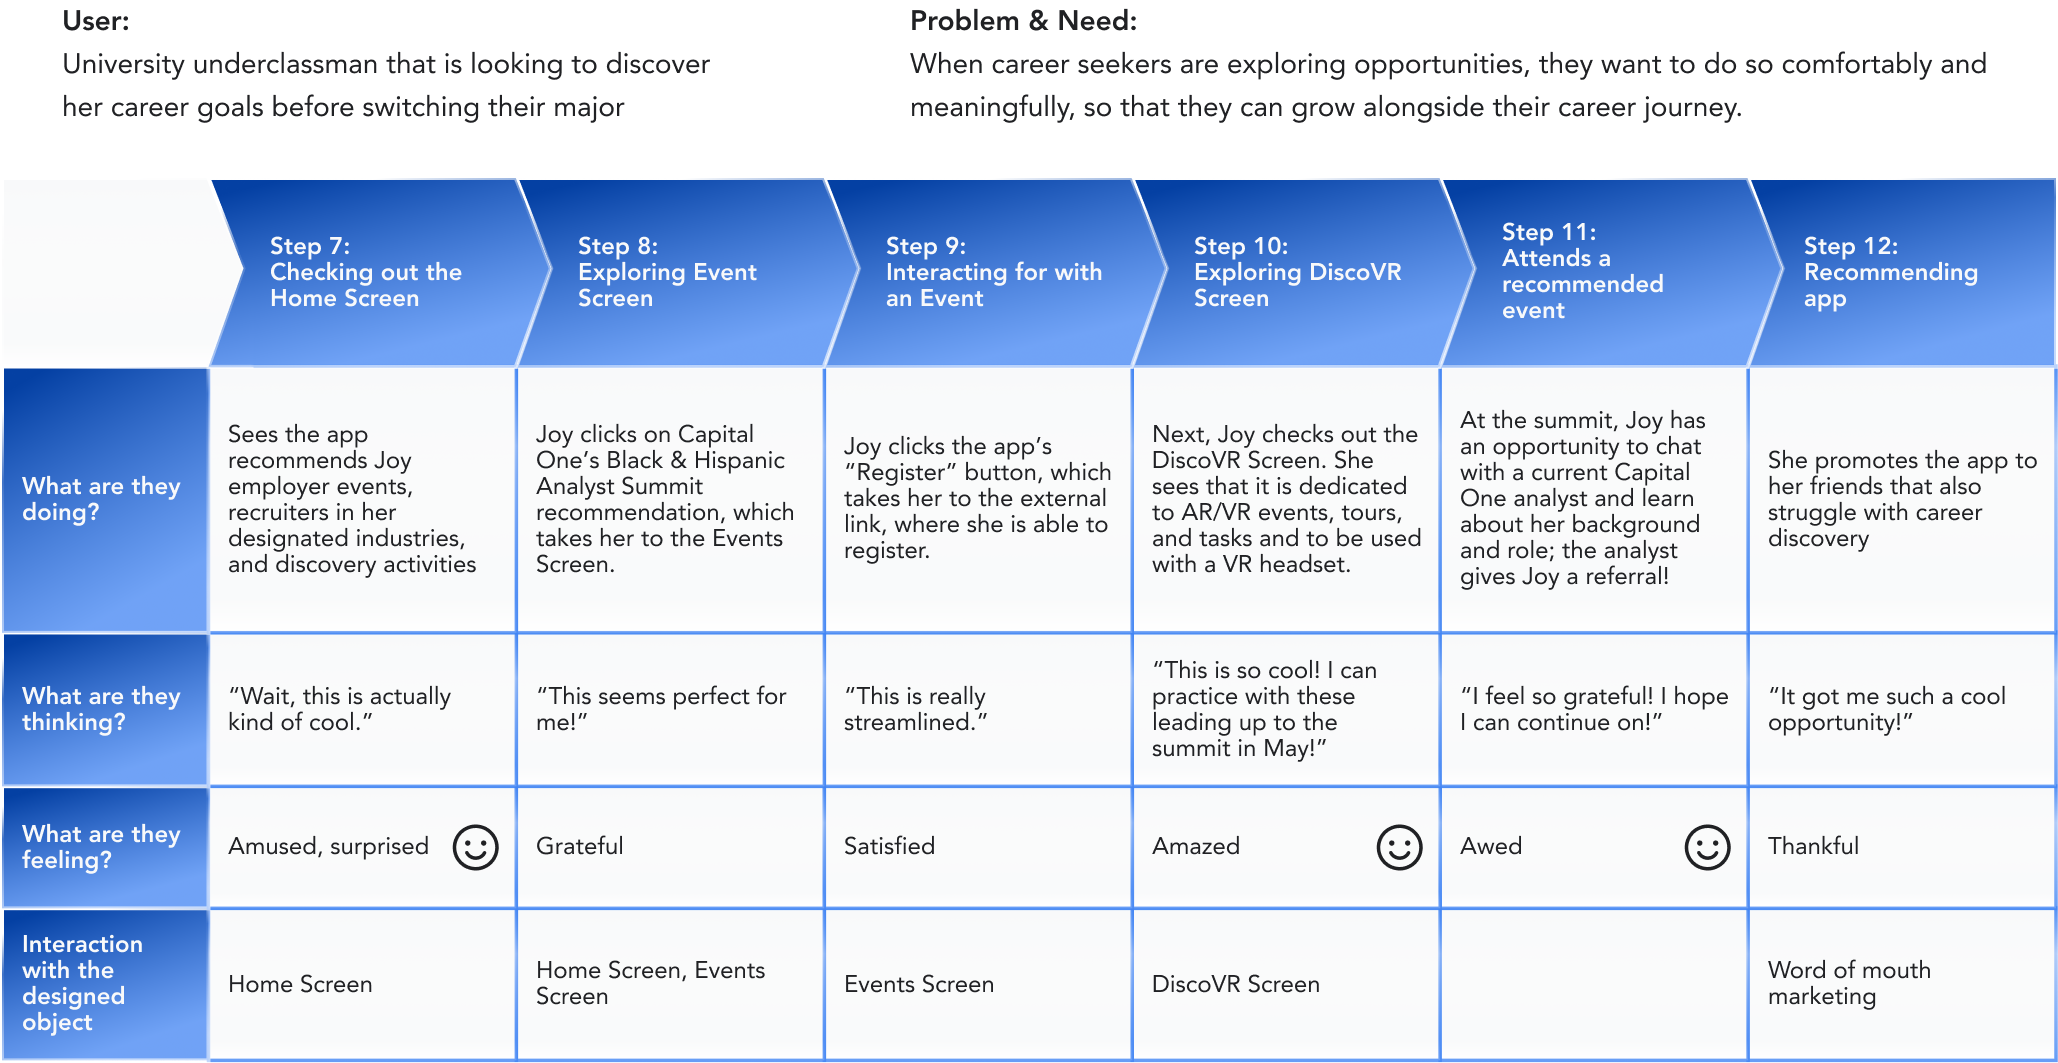 User:
University underclassman that is looking to discover
her career goals before switching their major
Problem & Need:
When career seekers are exploring opportunities, they want to do so comfortably and
meaningfully, so that they can grow alongside their career journey.
Step 7:
Checking out the
Home Screen
Step 8:
Exploring Event
Screen
Step 9:
Interacting for with
an Event
Step 10:
Exploring DiscoVR
Screen
Step 11:
Attends a
recommended
event
Step 12:
Recommending
app
What are they
doing?
Sees the app
recommends Joy
employer events,
recruiters in her
designated industries,
and discovery activities
Joy clicks on Capital
One’s Black & Hispanic
Analyst Summit
recommendation, which
takes her to the Events
Screen.
Joy clicks the app’s
“Register” button, which
takes her to the external
link, where she is able to
register.
Next, Joy checks out the
DiscoVR Screen. She
sees that it is dedicated
to AR/VR events, tours,
and tasks and to be used
with a VR headset.
At the summit, Joy has
an opportunity to chat
with a current Capital
One analyst and learn
about her background
and role; the analyst
gives Joy a referral!
She promotes the app to
her friends that also
struggle with career
discovery
What are they
thinking?
“Wait, this is actually
kind of cool.”
“This seems perfect for
me!”
“This is really
streamlined.”
“This is so cool! I can
practice with these
leading up to the
summit in May!”
“I feel so grateful! I hope
I can continue on!”
“It got me such a cool
opportunity!”
What are they
feeling?
Amused, surprised
Grateful
Satisfied
Amazed
Awed
Thankful
Interaction
with the
designed
object
Home Screen
Home Screen, Events
Screen
Events Screen
DiscoVR Screen
Word of mouth
marketing